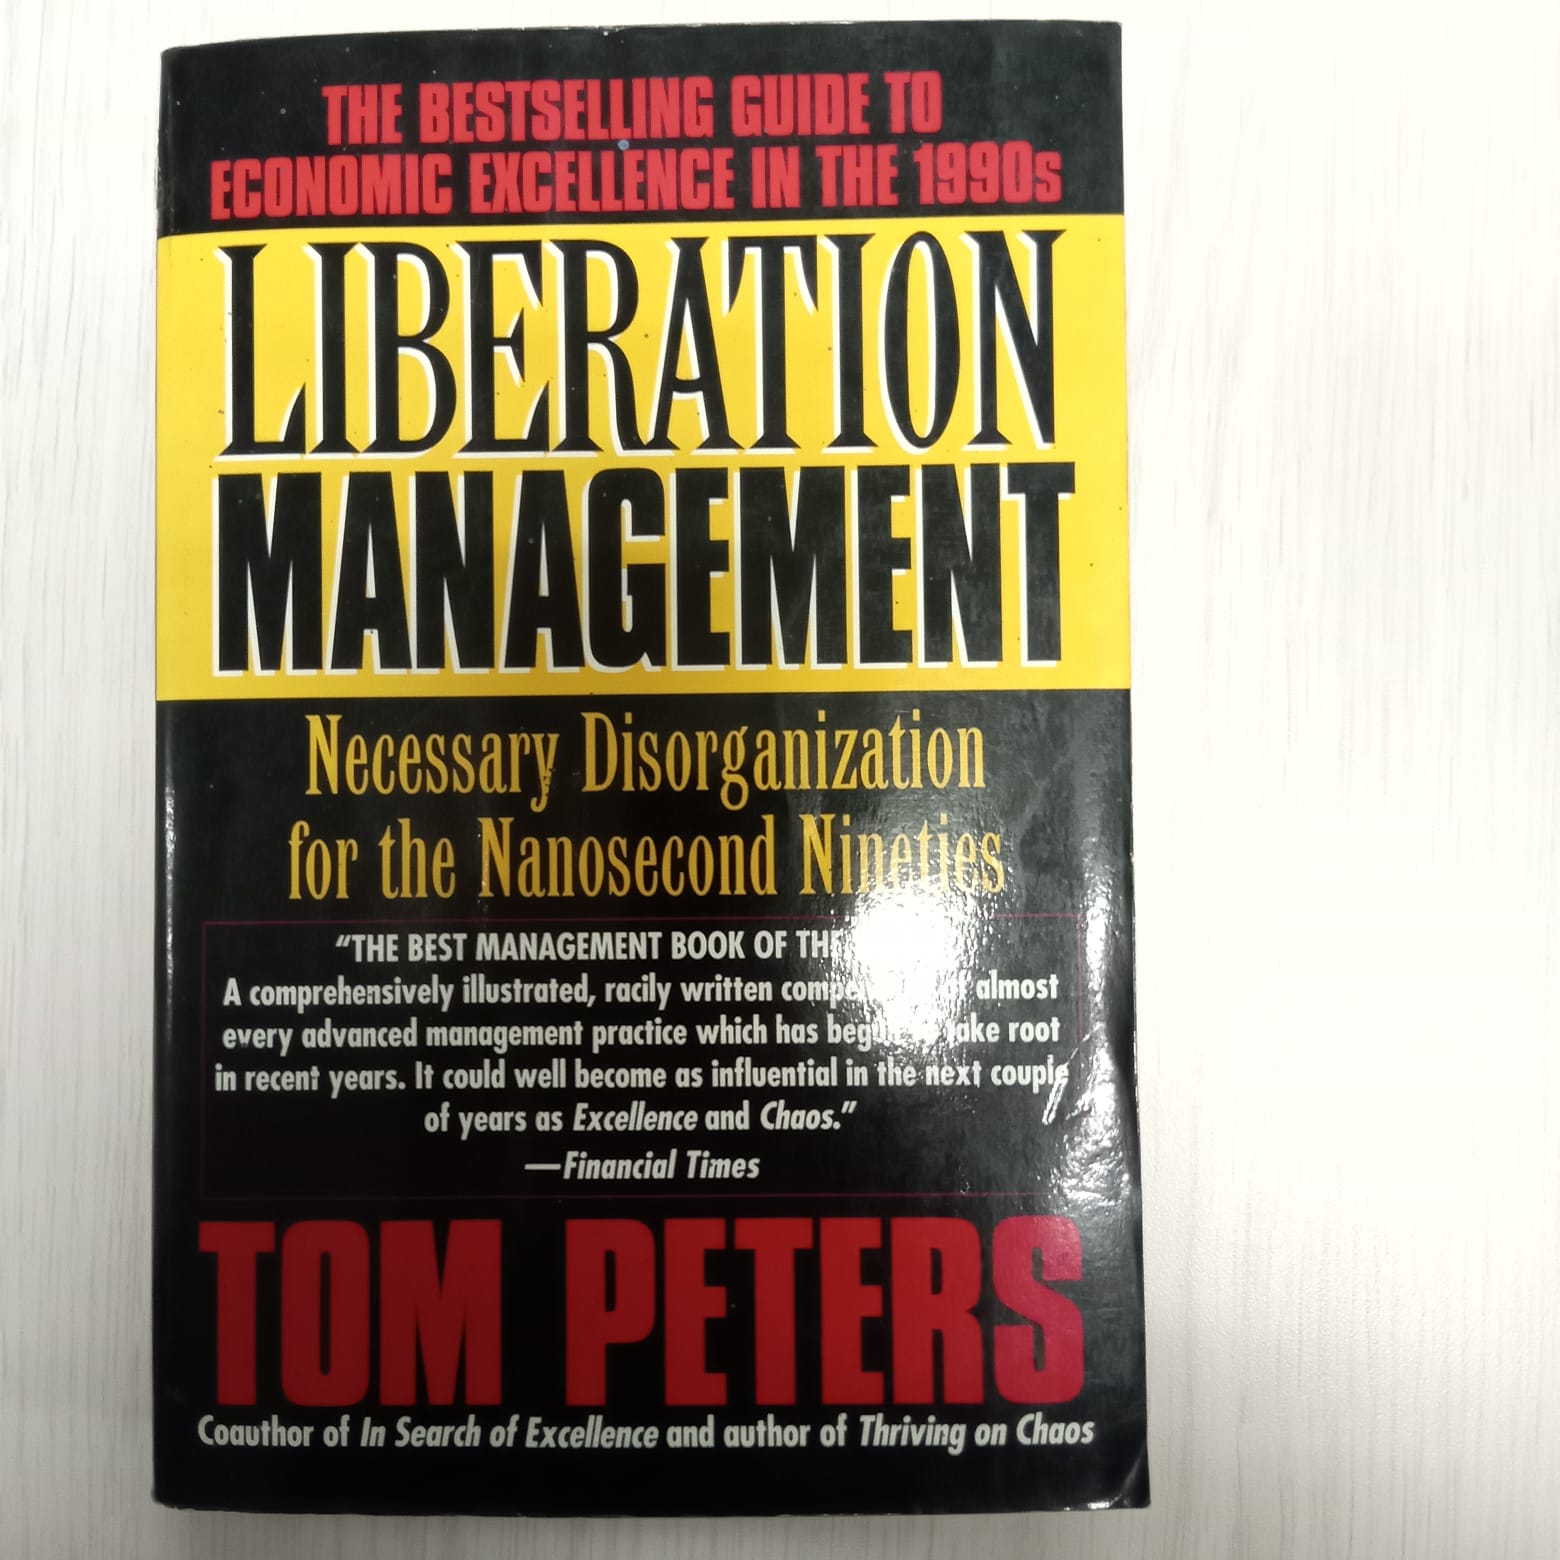 THE BESTSELLING GUIDE TO
ECONOMIC EXCELLENCE IN THE 1990s
LIBERATION
MANAGEMENT
Necessary Disorganization
for the Nanosecond Nineties
"THE BEST MANAGEMENT BOOK OF THE
A comprehensively illustrated, racily written almost
every advanced management practice which has root
in recent years. It could well become as influential in the next couple
of years as Excellence and Chaos."
—Financial Times
TOM PETERS
Coauthor of In Search of Excellence and author of Thriving on Chaos